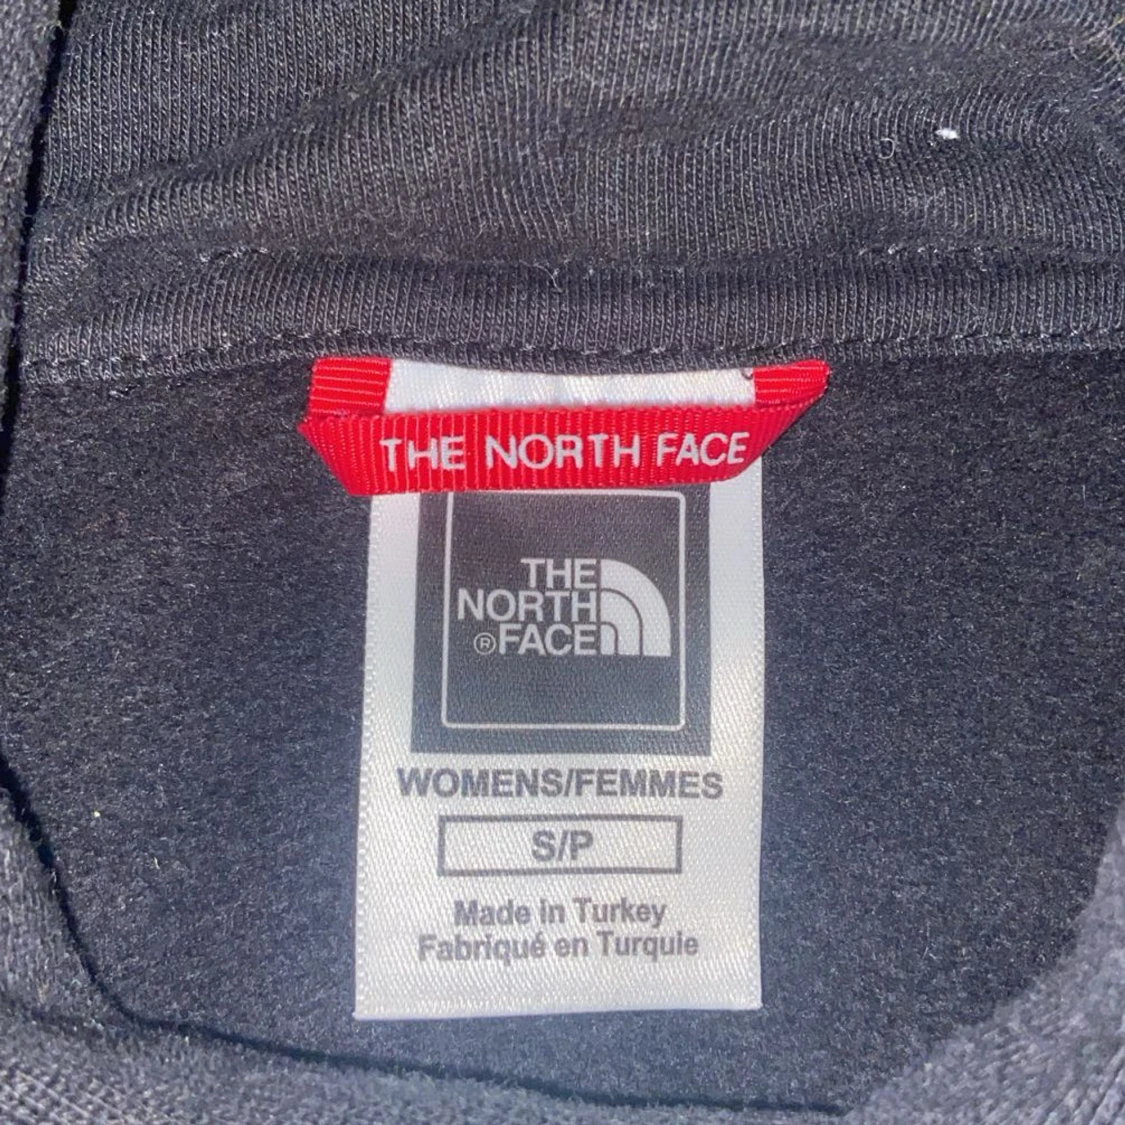 THE NORTH FACE
THE
NORTH
®FACE
WOMENS/FEMMES
S/P
Made in Turkey
Fabriqué en Turquie